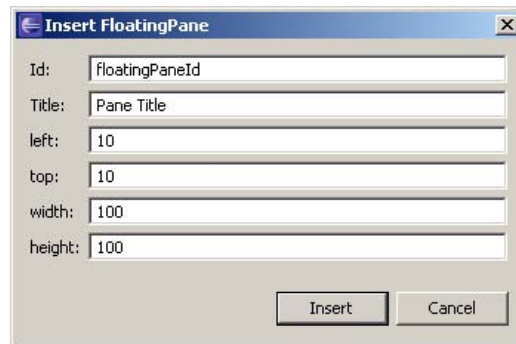 Insert FloatingPane
Id: floatingPaneId
Title: Pane Title
left: 10
top: 10
width: 100
height: 100
Insert Cancel